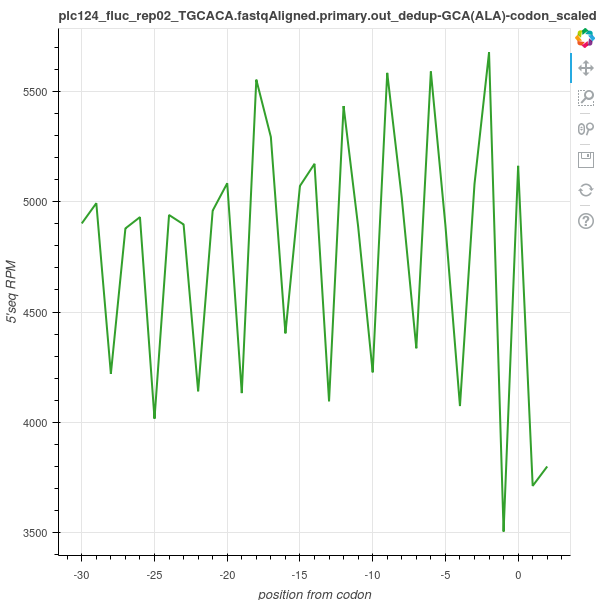 plc124_fluc_rep02_TGCACA.fastqAligned.primary.out_dedup-GCA(ALA)-codon_scaled
5'seq RPM
5500
5000
4500
4000
3500
-30 -25 -20 -15 -10 -5 0
position from codon